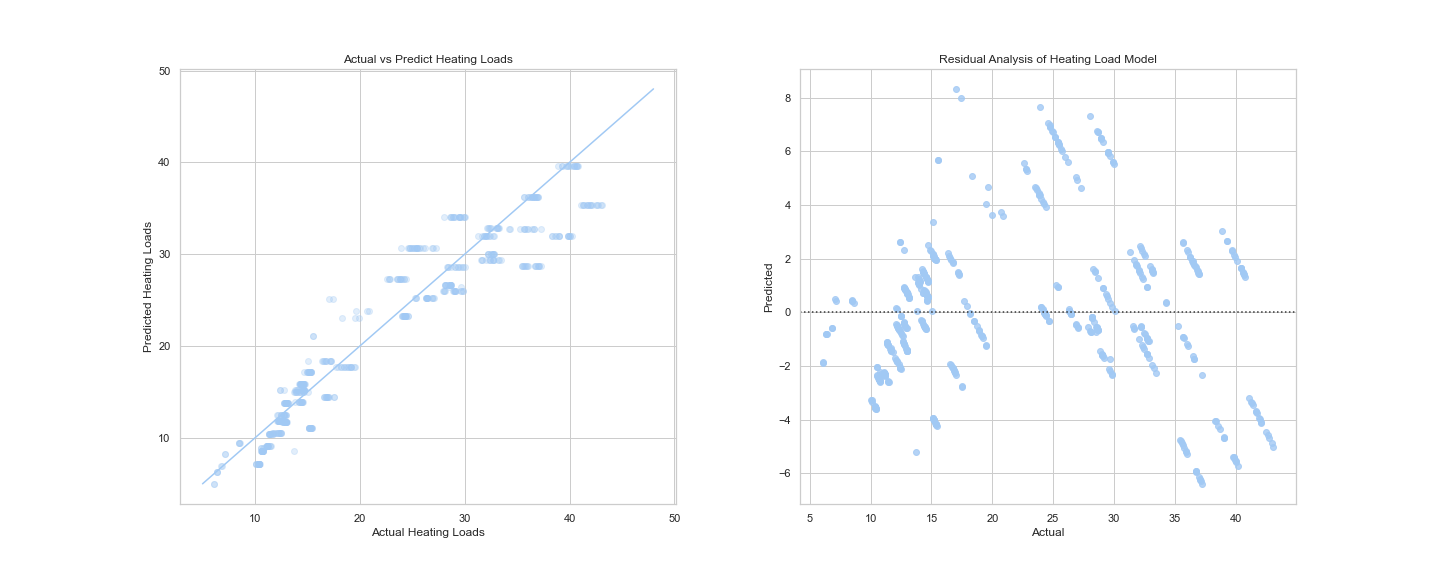 Actual vs Predict Heating Loads
50
40
30
20
10
Predicted Heating Loads
10 20 30 40 50
Actual Heating Loads
Residual Analysis of Heating Load Model
8
6
4
2
0
−2
−4
−6
Predicted
5 10 15 20 25 30 35 40
Actual